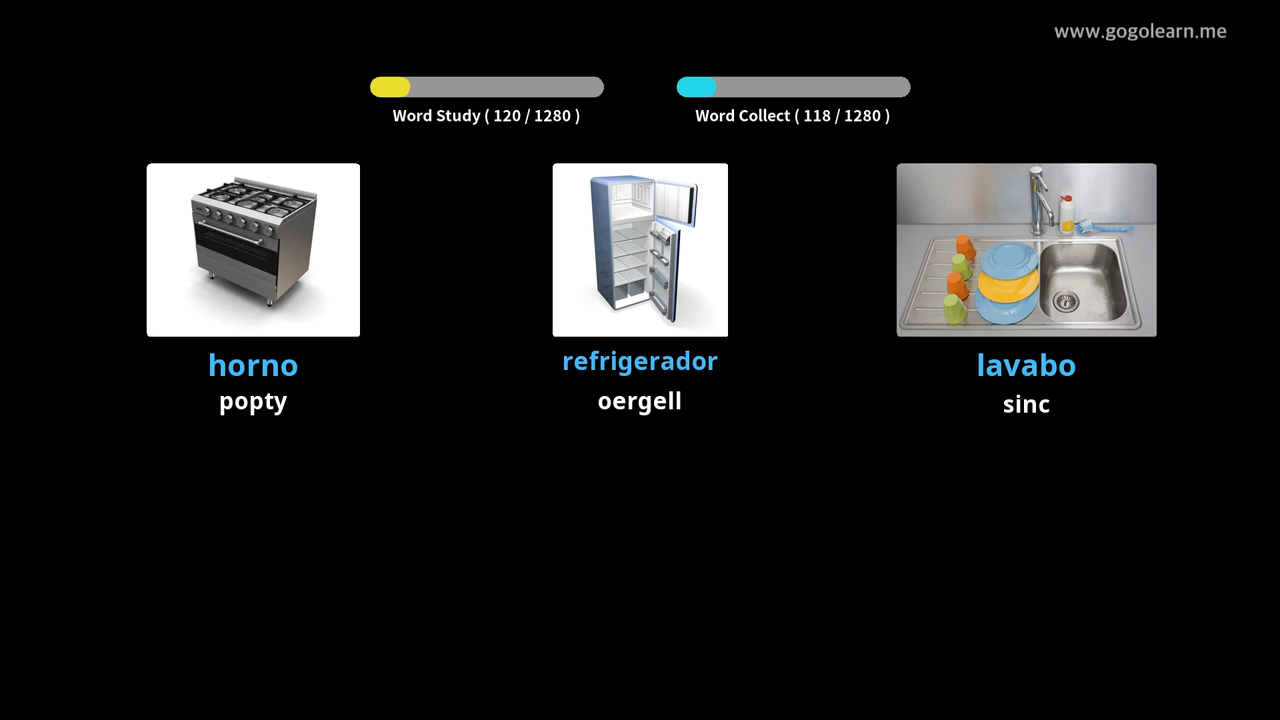 www.gogolearn.me
Word Study ( 120 / 1280 )
Word Collect ( 118 / 1280 )
horno
popty
refrigerador
oergell
lavabo
sinc